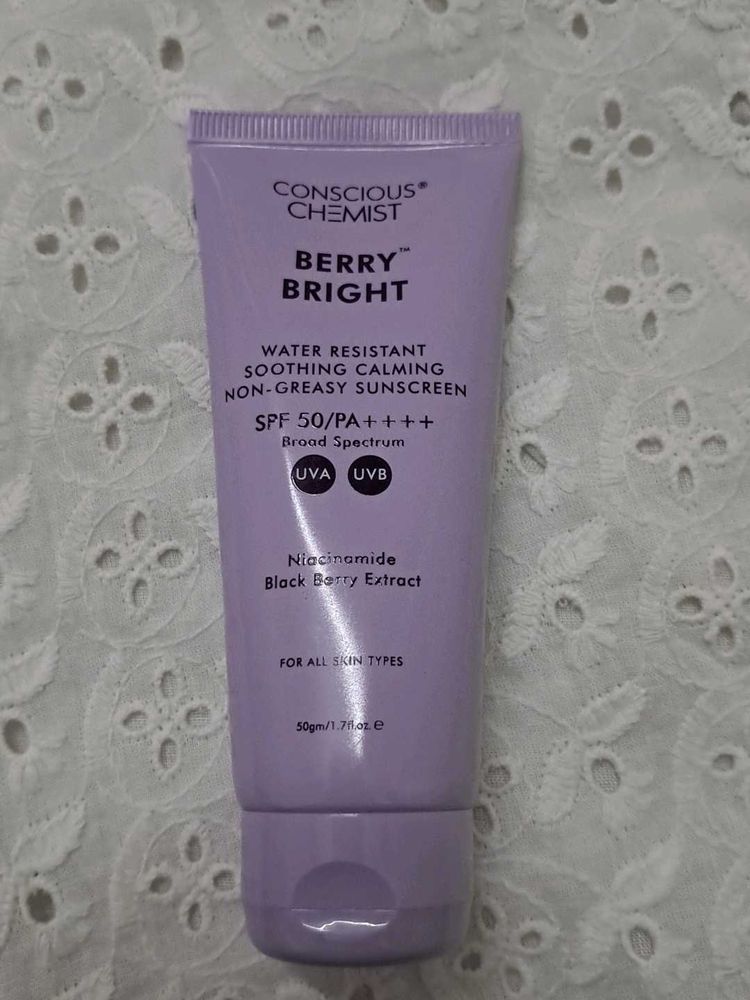 CONSCIOUS®
CHEMIST
BERRY™
BRIGHT
WATER RESISTANT
SOOTHING CALMING
NON-GREASY SUNSCREEN
SPF 50/PA++++
Broad Spectrum
UVA UVB
Niacinamide
Black Berry Extract
FOR ALL SKIN TYPES
50gm/1.7fl.oz. ℮